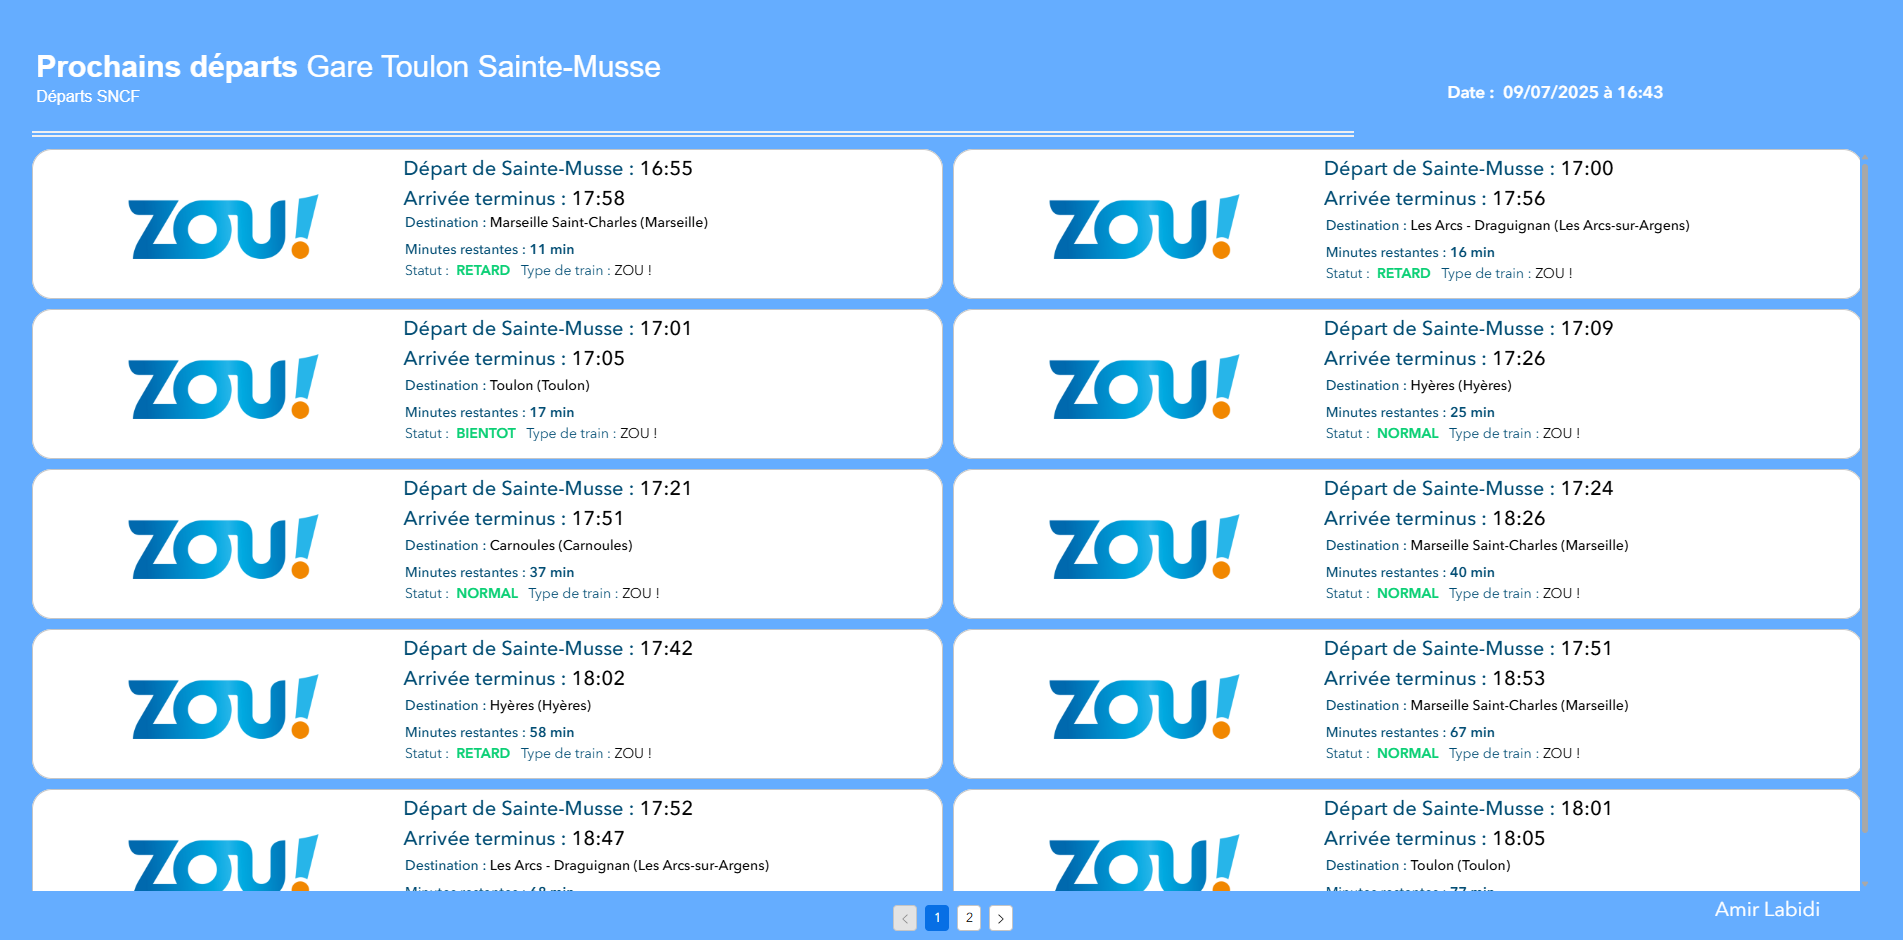 Prochains départs Gare Toulon Sainte-Musse
Départs SNCF
Date : 09/07/2025 à 16:43
ZOU!
Départ de Sainte-Musse : 16:55
Arrivée terminus : 17:58
Destination : Marseille Saint-Charles (Marseille)
Minutes restantes : 11 min
Statut : RETARD Type de train : ZOU !
ZOU!
Départ de Sainte-Musse : 17:00
Arrivée terminus : 17:56
Destination : Les Arcs - Draguignan (Les Arcs-sur-Argens)
Minutes restantes : 16 min
Statut : RETARD Type de train : ZOU !
ZOU!
Départ de Sainte-Musse : 17:01
Arrivée terminus : 17:05
Destination : Toulon (Toulon)
Minutes restantes : 17 min
Statut : BIENTOT Type de train : ZOU !
ZOU!
Départ de Sainte-Musse : 17:09
Arrivée terminus : 17:26
Destination : Hyères (Hyères)
Minutes restantes : 25 min
Statut : NORMAL Type de train : ZOU !
ZOU!
Départ de Sainte-Musse : 17:21
Arrivée terminus : 17:51
Destination : Carnoules (Carnoules)
Minutes restantes : 37 min
Statut : NORMAL Type de train : ZOU !
ZOU!
Départ de Sainte-Musse : 17:24
Arrivée terminus : 18:26
Destination : Marseille Saint-Charles (Marseille)
Minutes restantes : 40 min
Statut : NORMAL Type de train : ZOU !
ZOU!
Départ de Sainte-Musse : 17:42
Arrivée terminus : 18:02
Destination : Hyères (Hyères)
Minutes restantes : 58 min
Statut : RETARD Type de train : ZOU !
ZOU!
Départ de Sainte-Musse : 17:51
Arrivée terminus : 18:53
Destination : Marseille Saint-Charles (Marseille)
Minutes restantes : 67 min
Statut : NORMAL Type de train : ZOU !
ZOU!
Départ de Sainte-Musse : 17:52
Arrivée terminus : 18:47
Destination : Les Arcs - Draguignan (Les Arcs-sur-Argens)
Minutes restantes : 68 min
ZOU!
Départ de Sainte-Musse : 18:01
Arrivée terminus : 18:05
Destination : Toulon (Toulon)
Minutes restantes : 77 min
< 1 2 >
Amir Labidi